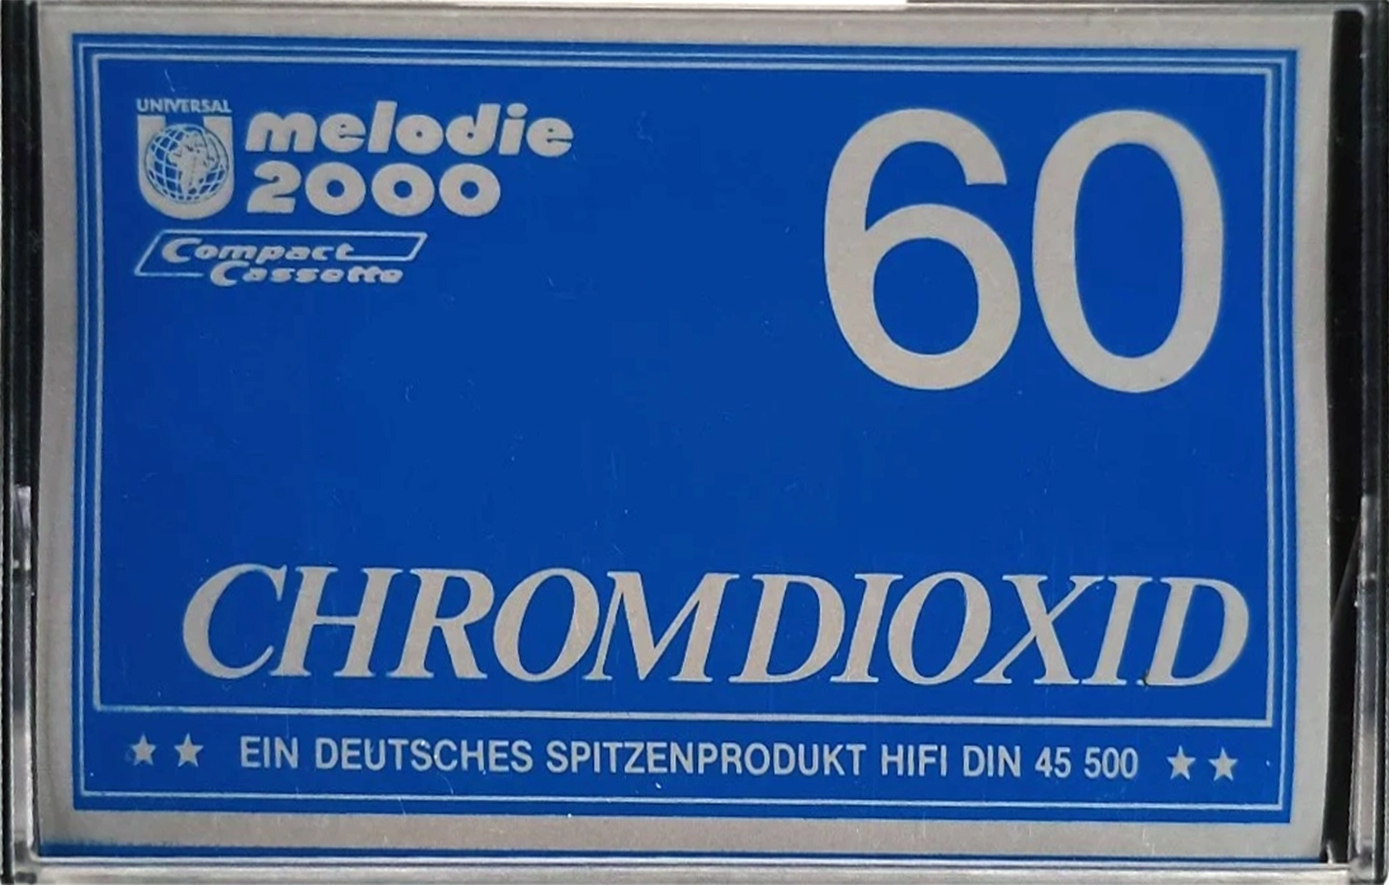 UNIVERSAL
melodie
2000
Compact
Cassette
60
CHROMDIOXID
EIN DEUTSCHES SPITZENPRODUKT HIFI DIN 45 500